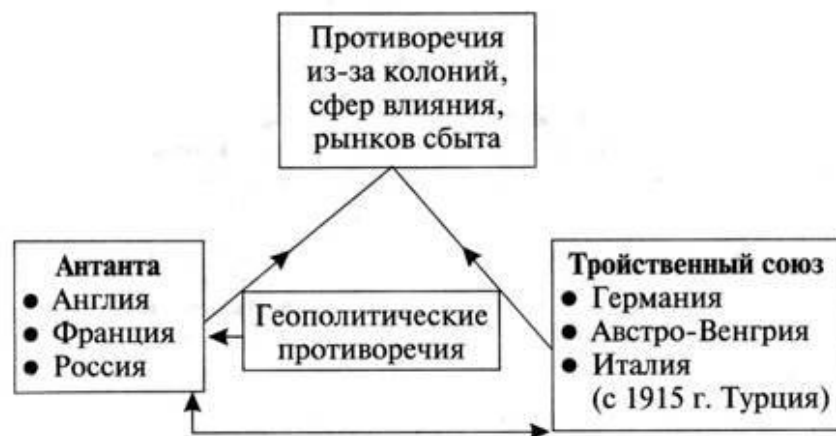 Противоречия
из-за колоний,
сфер влияния,
рынков сбыта
Антанта
● Англия
● Франция
● Россия
Геополитические
противоречия
Тройственный союз
● Германия
● Австро-Венгрия
● Италия
(с 1915 г. Турция)